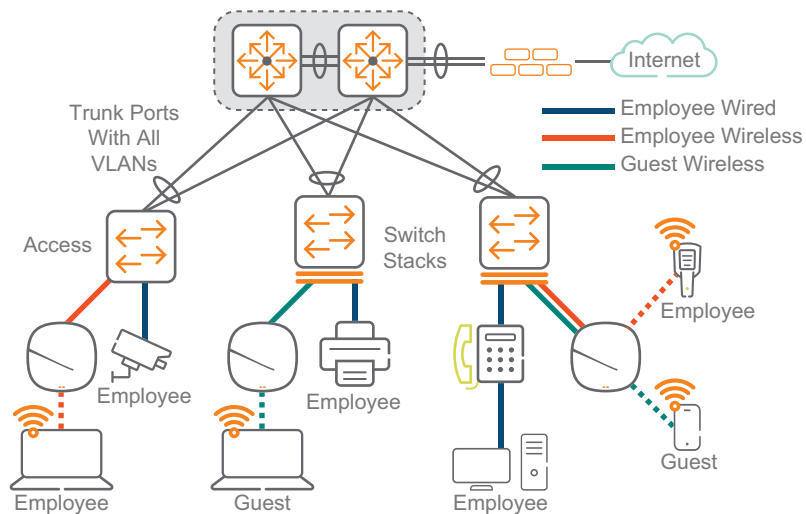 Internet
Trunk Ports
With All
VLANs
Employee Wired
Employee Wireless
Guest Wireless
Access
Switch
Stacks
Employee
Employee
Employee
Guest
Employee
Guest
Employee